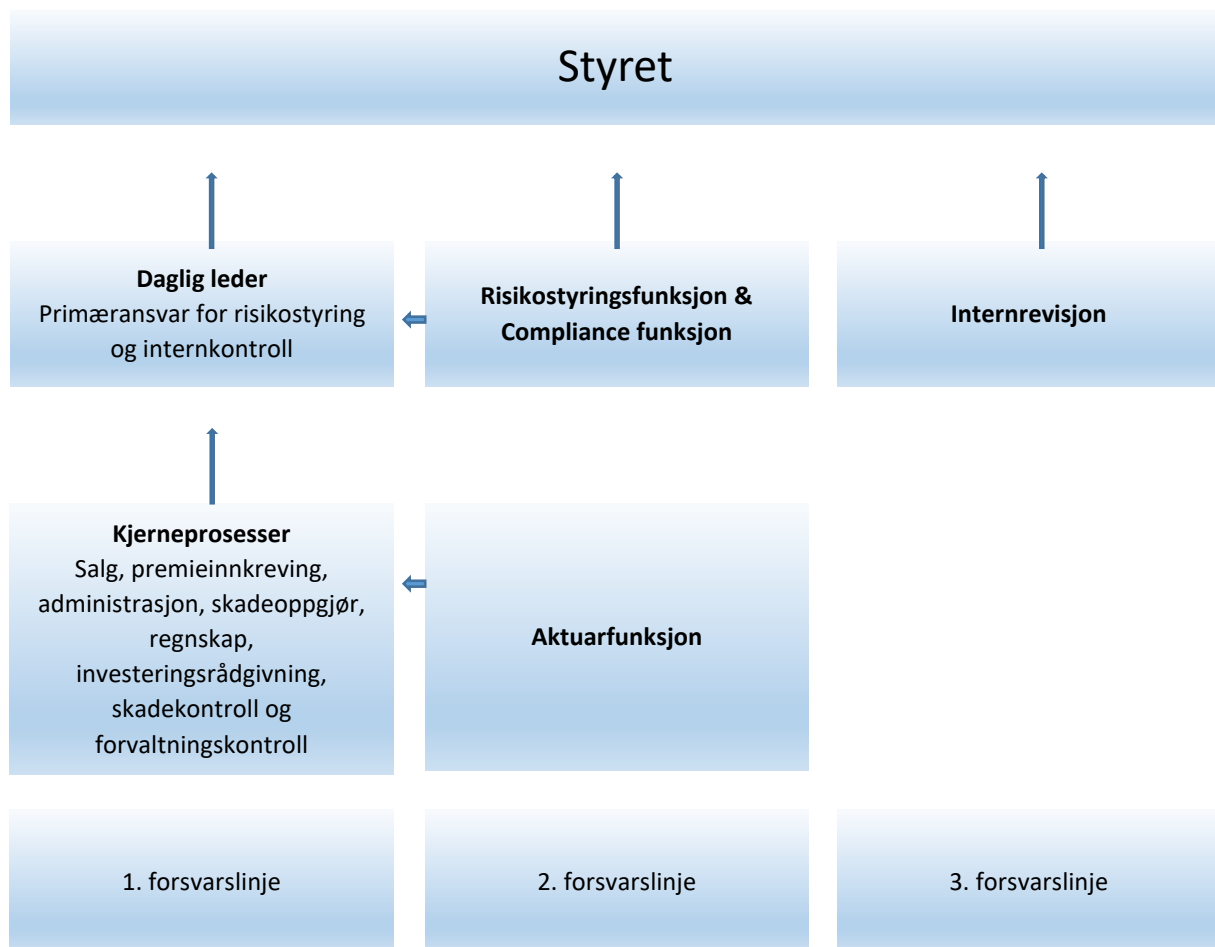 Styret
Daglig leder
Primæransvar for risikostyring
og internkontroll
Risikostyringsfunksjon &
Compliance funksjon
Internrevisjon
Kjerneprosesser
Salg, premieinnkreving,
administrasjon, skadeoppgjør,
regnskap,
investeringsrådgivning,
skadekontroll og
forvaltningskontroll
Aktuarfunksjon
1. forsvarslinje
2. forsvarslinje
3. forsvarslinje